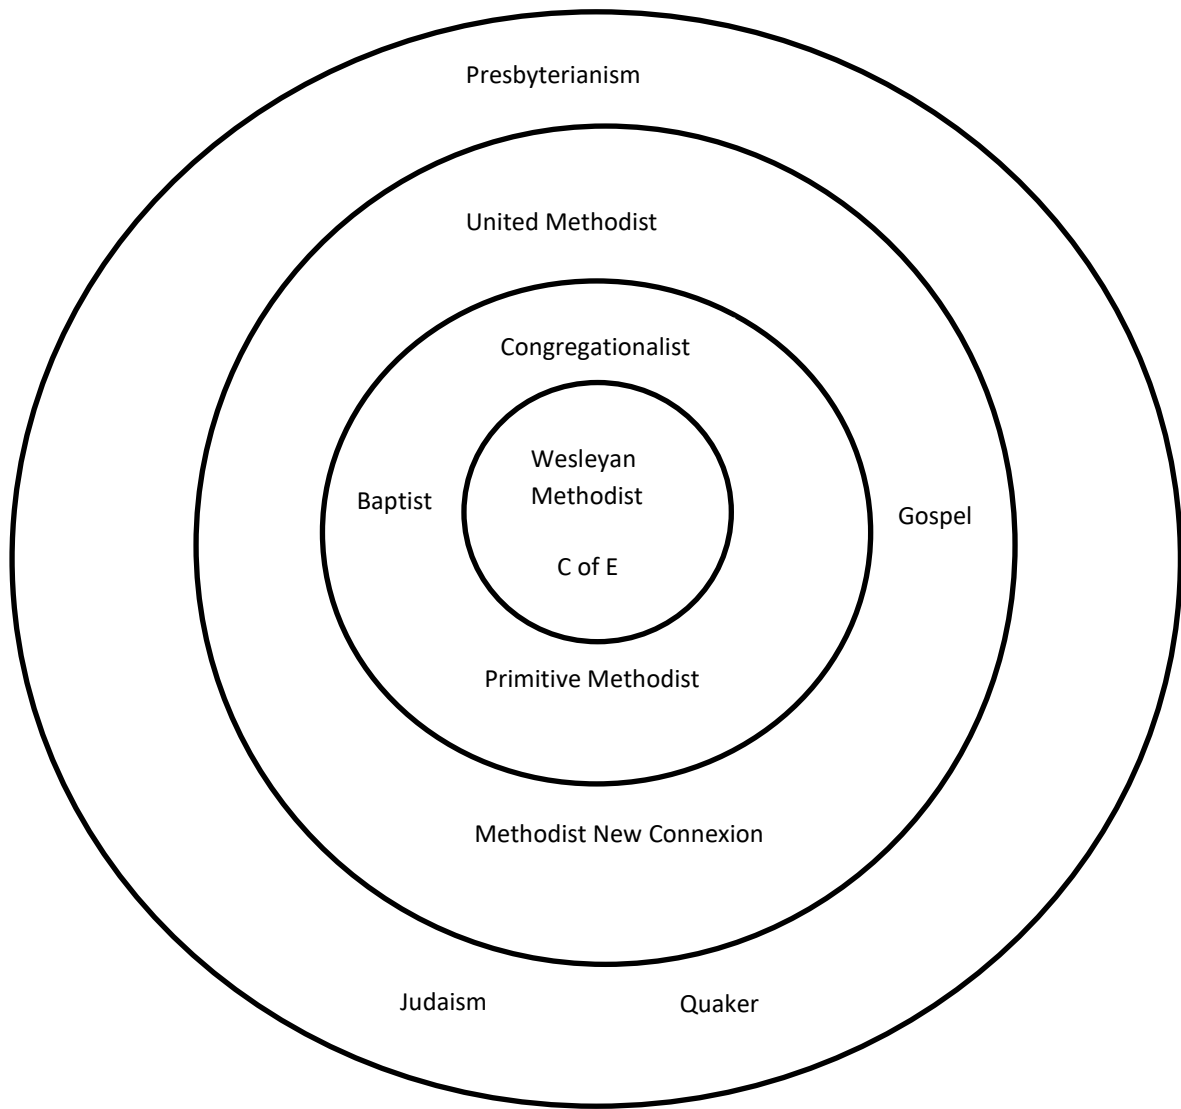 Presbyterianism
United Methodist
Congregationalist
Wesleyan
Methodist
Baptist
Gospel
C of E
Primitive Methodist
Methodist New Connexion
Judaism
Quaker